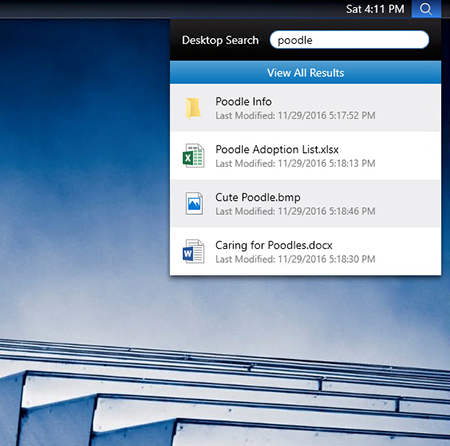 Sat 4:11 PM
Desktop Search poodle
View All Results
Poodle Info
Last Modified: 11/29/2016 5:17:52 PM
Poodle Adoption List.xlsx
Last Modified: 11/29/2016 5:18:13 PM
Cute Poodle.bmp
Last Modified: 11/29/2016 5:18:46 PM
Caring for Poodles.docx
Last Modified: 11/29/2016 5:18:30 PM